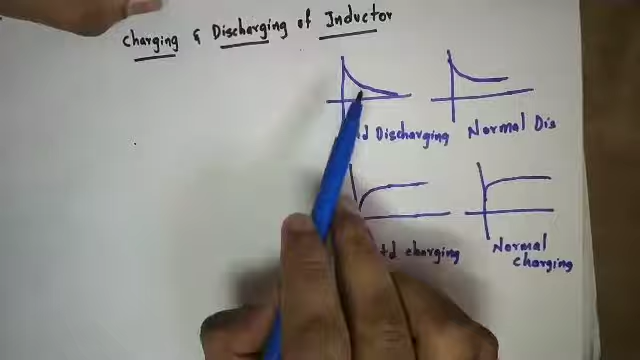 Charging & Discharging of Inductor
Discharging
Normal Dis
charging
Normal
charging